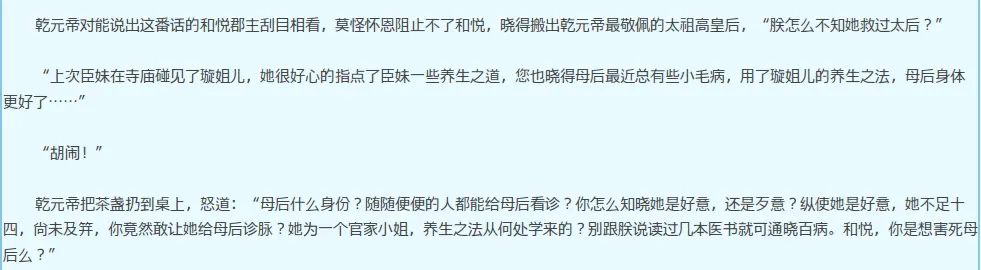 乾元帝对能说出这番话的和悦郡主刮目相看，莫怪怀恩阻止不了和悦，晓得搬出乾元帝最敬佩的太祖高皇后，“朕怎么不知她救过太后？”
“上次臣妹在寺庙碰见了璇姐儿，她很好心的指点了臣妹一些养生之道，您也晓得母后最近总有些小毛病，用了璇姐儿的养生之法，母后身体
更好了……”
“胡闹！”
乾元帝把茶盏扔到桌上，怒道：“母后什么身份？随随便便的人都能给母后看诊？你怎么知晓她是好意，还是歹意？纵使她是好意，她不足十
四，尚未及笄，你竟然敢让她给母后诊脉？她为一个官家小姐，养生之法从何处学来的？别跟朕说读过几本医书就可通晓百病。和悦，你是想害死母
后么？”